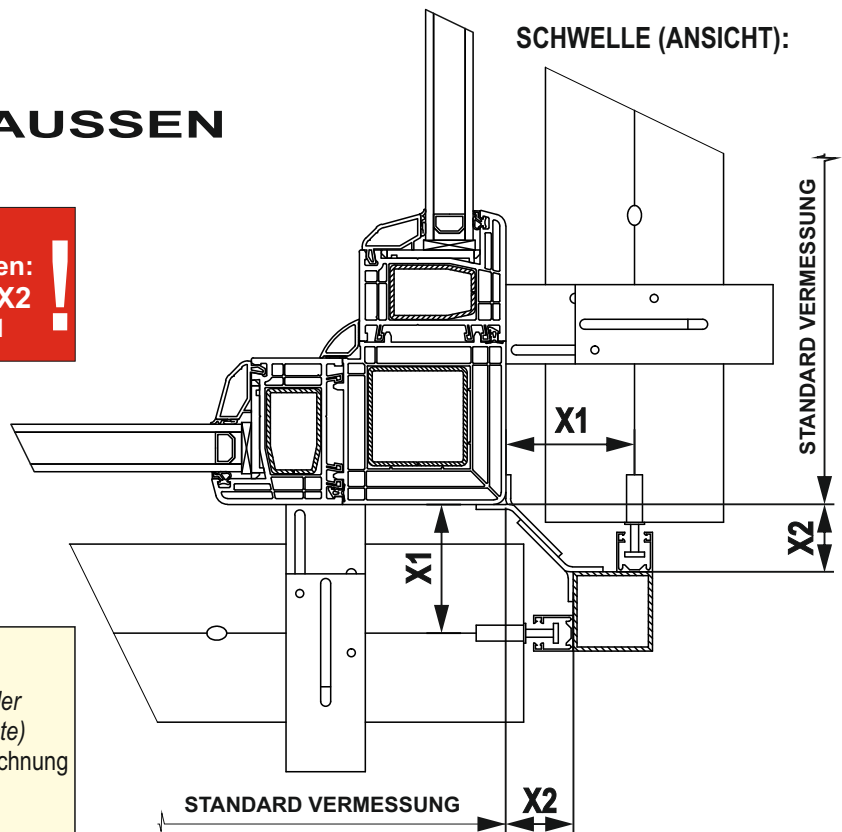 SCHWELLE (ANSICHT):
AUSSEN
en:
X2
!
STANDARD VERMESSUNG
X1
X2
X1
ler
te)
chnung
STANDARD VERMESSUNG
X2